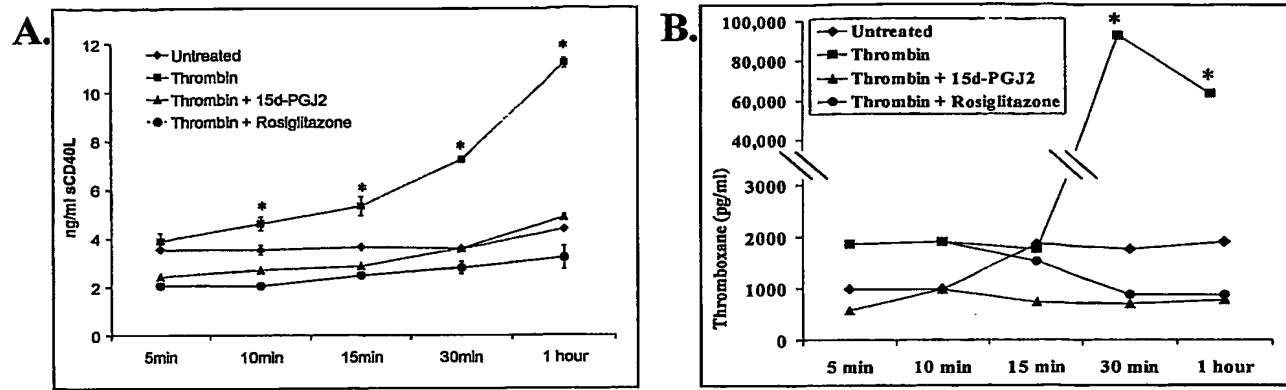 A.
ng/ml sCD40L
12
10
8
6
4
2
0
Untreated
Thrombin
Thrombin + 15d-PGJ2
Thrombin + Rosiglitazone
*
*
*
*
5min
10min
15min
30min
1 hour
B.
Thromboxane (pg/ml)
100,000
80,000
60,000
40,000
3000
2000
1000
0
Untreated
Thrombin
Thrombin + 15d-PGJ2
Thrombin + Rosiglitazone
*
*
5 min
10 min
15 min
30 min
1 hour